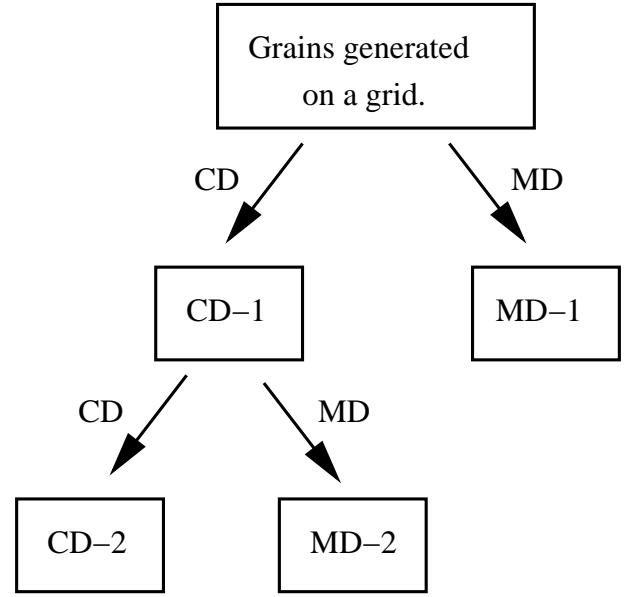 Grains generated
on a grid.
CD
MD
CD−1
MD−1
CD
MD
CD−2
MD−2